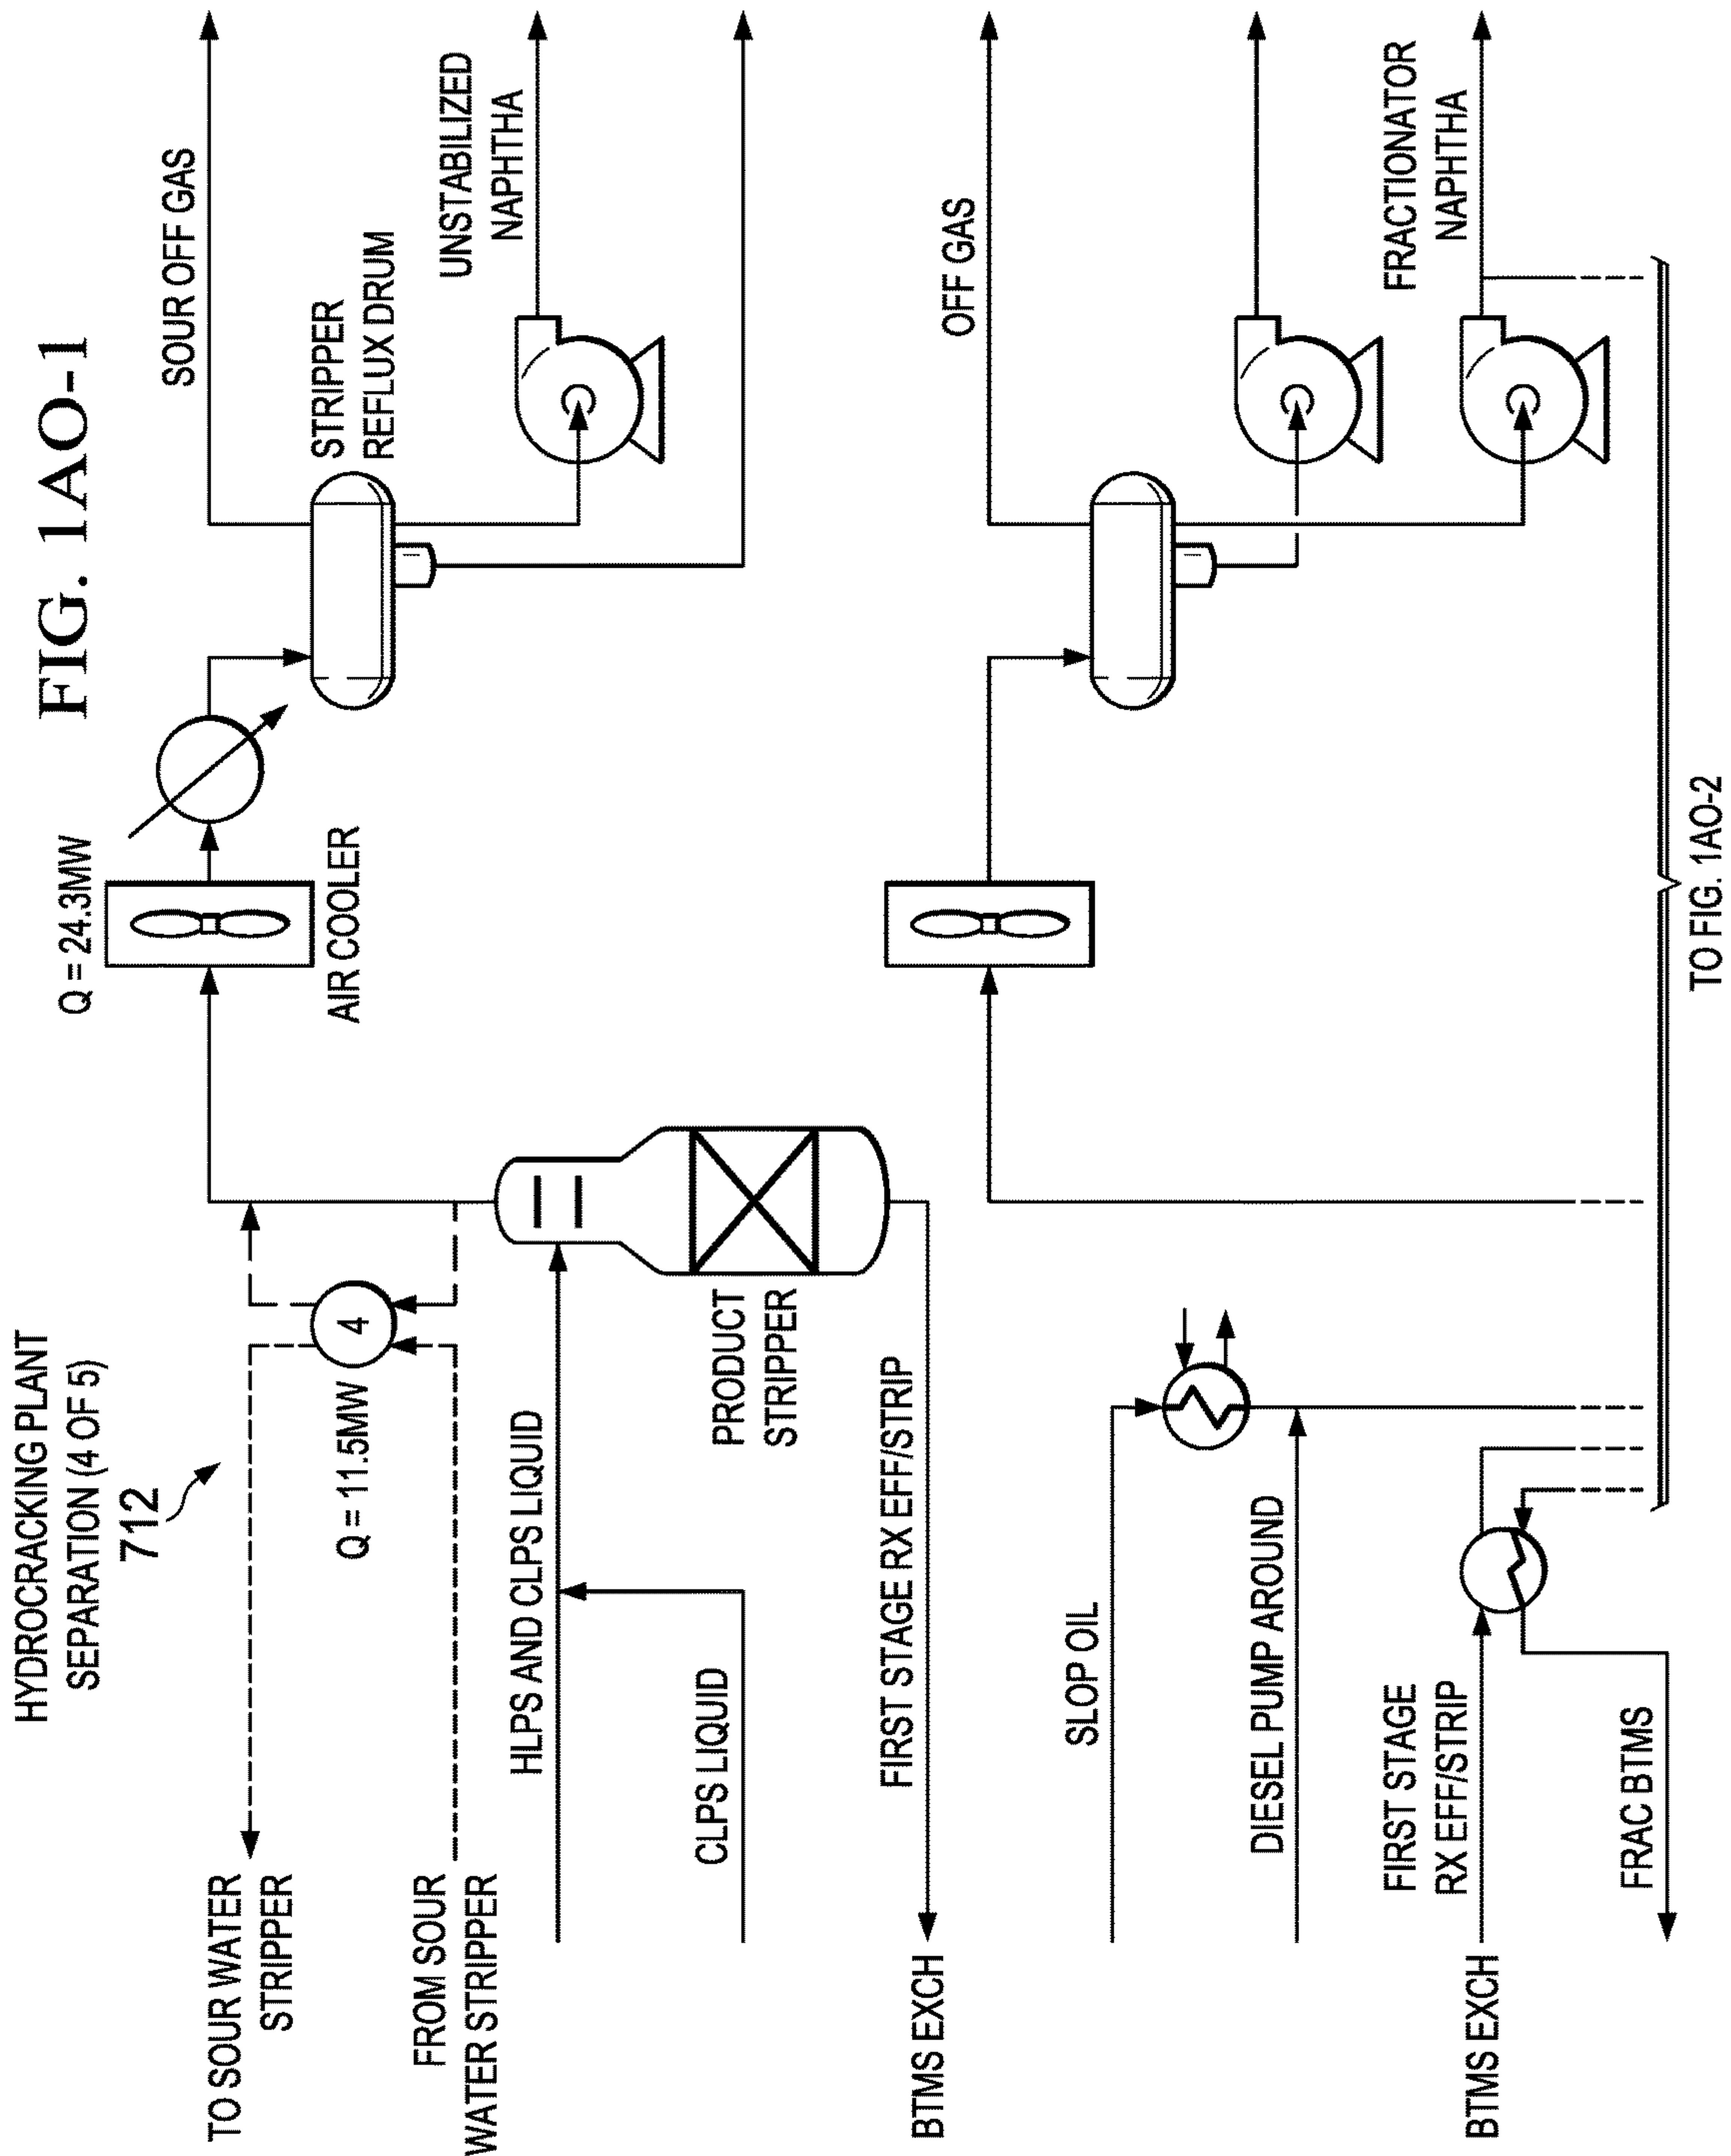 FIG. 1AO-1
HYDROCRACKING PLANT
SEPARATION (4 OF 5)
712
TO SOUR WATER
STRIPPER
FROM SOUR
WATER STRIPPER
4
Q = 11.5MW
Q = 24.3MW
AIR COOLER
SOUR OFF GAS
STRIPPER
REFLUX DRUM
UNSTABILIZED
NAPHTHA
HLPS AND CLPS LIQUID
CLPS LIQUID
PRODUCT
STRIPPER
FIRST STAGE RX EFF/STRIP
BTMS EXCH
OFF GAS
SLOP OIL
DIESEL PUMP AROUND
FIRST STAGE
RX EFF/STRIP
BTMS EXCH
FRAC BTMS
FRACTIONATOR
NAPHTHA
TO FIG. 1AO-2